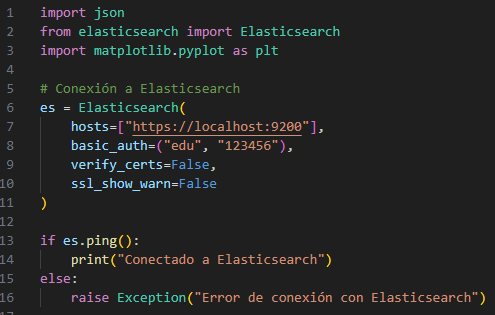 1 import json
2 from elasticsearch import Elasticsearch
3 import matplotlib.pyplot as plt
4
5 # Conexión a Elasticsearch
6 es = Elasticsearch(
7     hosts=["https://localhost:9200"],
8     basic_auth=("edu", "123456"),
9     verify_certs=False,
10     ssl_show_warn=False
11 )
12
13 if es.ping():
14     print("Conectado a Elasticsearch")
15 else:
16     raise Exception("Error de conexión con Elasticsearch")